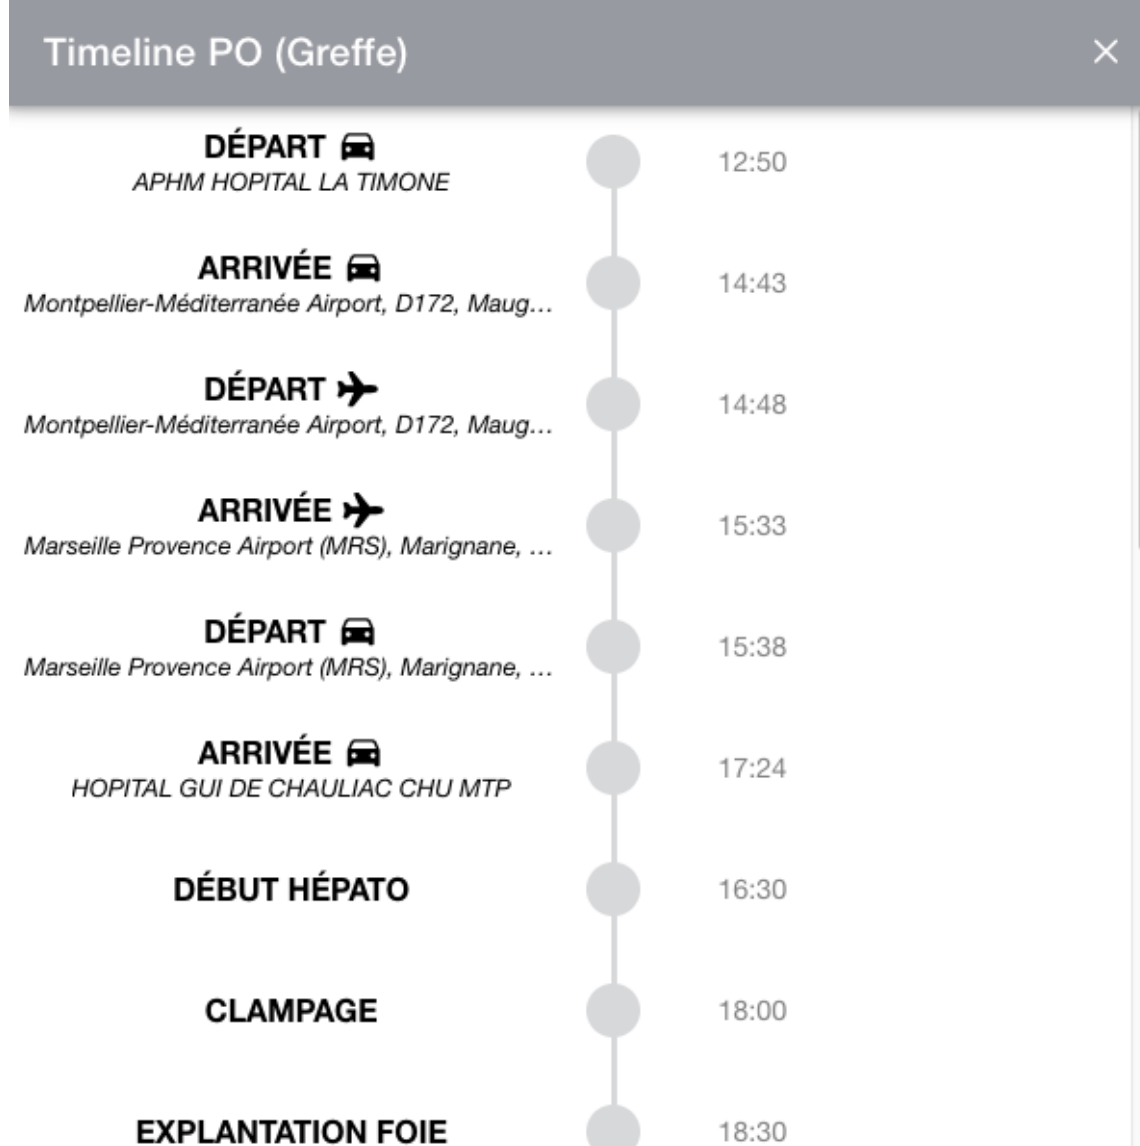 Timeline PO (Greffe)
DÉPART
APHM HOPITAL LA TIMONE
12:50
ARRIVÉE
Montpellier-Méditerranée Airport, D172, Maug...
14:43
DÉPART
Montpellier-Méditerranée Airport, D172, Maug...
14:48
ARRIVÉE
Marseille Provence Airport (MRS), Marignane, ...
15:33
DÉPART
Marseille Provence Airport (MRS), Marignane, ...
15:38
ARRIVÉE
HOPITAL GUI DE CHAULIAC CHU MTP
17:24
DÉBUT HÉPATO
16:30
CLAMPAGE
18:00
EXPLANTATION FOIE
18:30